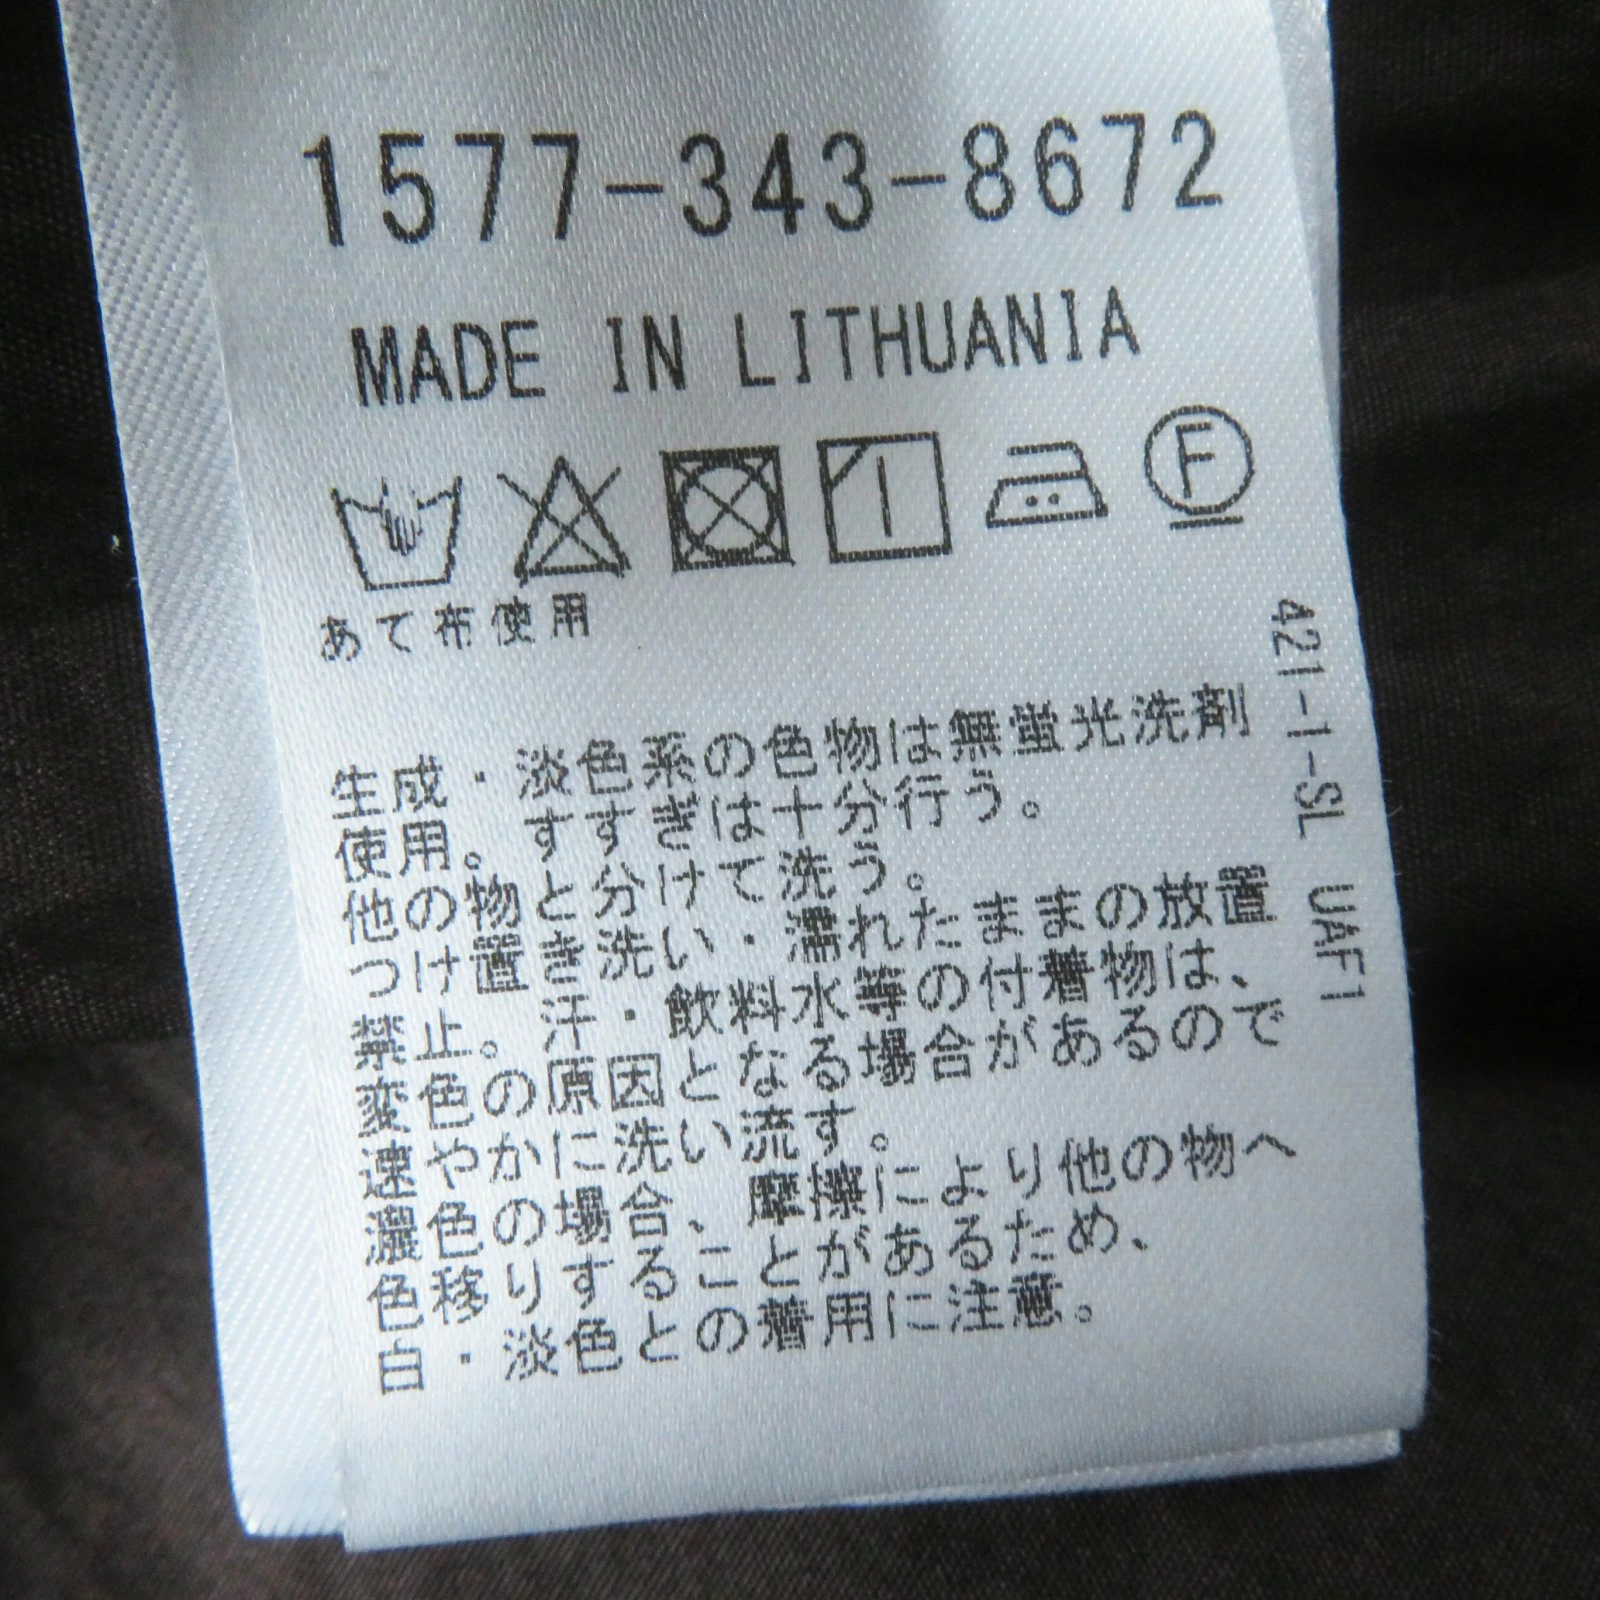 1577-343-8672
MADE IN LITHUANIA
F
あて布使用
生成・淡色系の色物は無蛍光洗剤
使用。すすぎは十分行う。
他の物と分けて洗う。
つけ置き洗い・濡れたままの放置
禁止。汗・飲料水等の付着物は、
変色の原因となる場合があるので
速やかに洗い流す。
濃色の場合、摩擦により他の物へ
色移りすることがあるため、
白・淡色との着用に注意。
421-1-SL UAF1